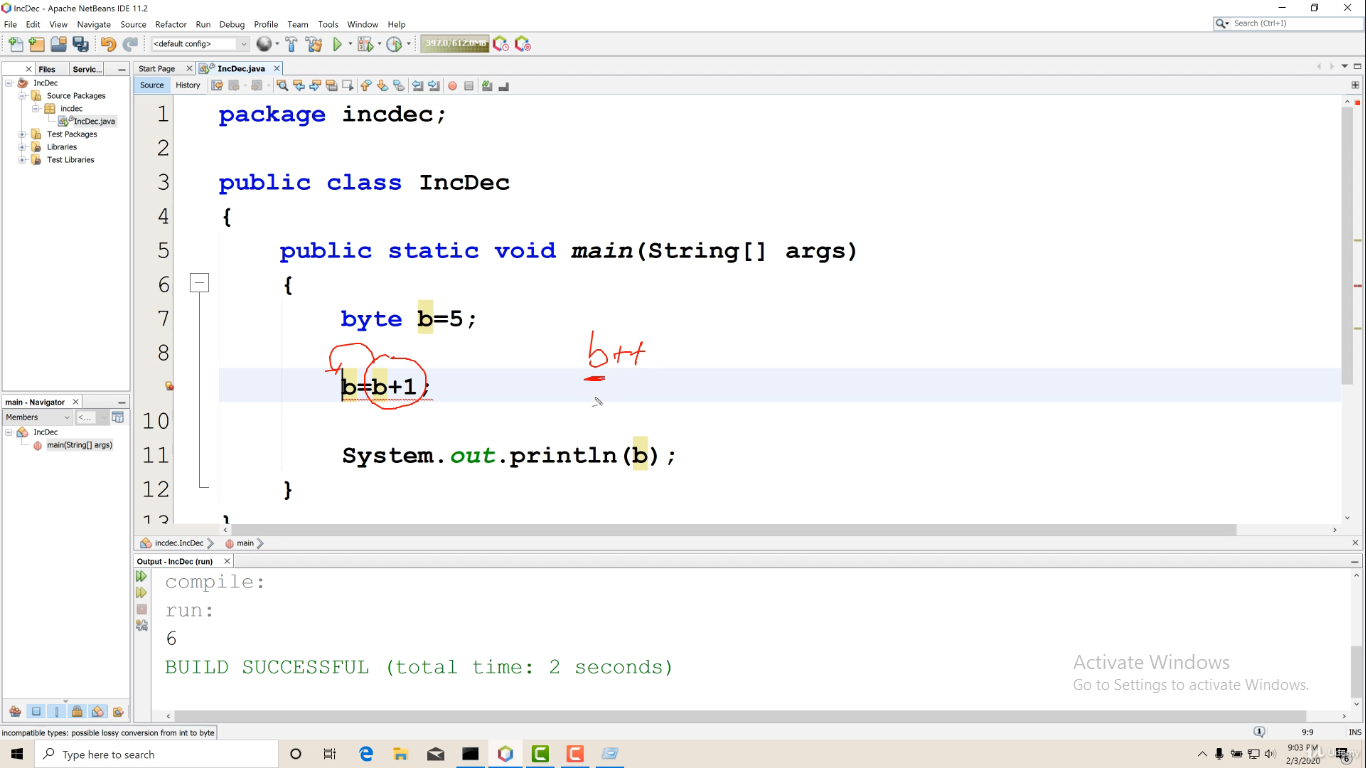 IncDec - Apache NetBeans IDE 11.2
File Edit View Navigate Source Refactor Run Debug Profile Team Tools Window Help
Search (Ctrl+I)
<default config>
397.0/612.0MB
Files Servic...
IncDec
Source Packages
incdec
IncDec.java
Test Packages
Libraries
Test Libraries
main - Navigator
Members
<...
IncDec
main(String[] args)
Start Page IncDec.java
Source History
1 package incdec;
2
3 public class IncDec
4 {
5 public static void main(String[] args)
6 {
7 byte b=5;
8
b++
b=b+1;
10
11 System.out.println(b);
12 }
13 }
incdec.IncDec main
Output - IncDec (run)
compile:
run:
6
BUILD SUCCESSFUL (total time: 2 seconds)
Activate Windows
Go to Settings to activate Windows.
incompatible types: possible lossy conversion from int to byte
9:9 INS
Type here to search
9:03 PM
2/3/2020
6